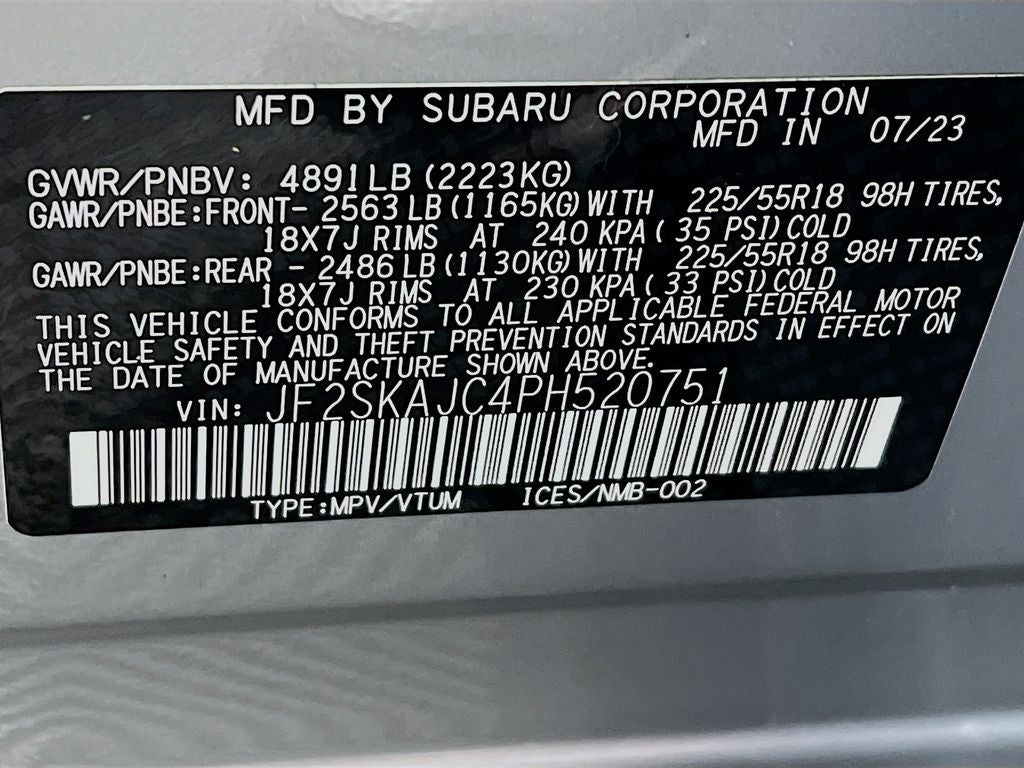 MFD BY SUBARU CORPORATION
MFD IN 07/23
GVWR/PNBV: 4891LB (2223KG)
GAWR/PNBE:FRONT- 2563 LB(1165KG)WITH 225/55R18 98H TIRES,
18X7J RIMS AT 240 KPA( 35 PSI)COLD
GAWR/PNBE:REAR - 2486 LB(1130KG)WITH 225/55R18 98H TIRES,
18X7J RIMS AT 230 KPA( 33 PSI)COLD
THIS VEHICLE CONFORMS TO ALL APPLICABLE FEDERAL MOTOR
VEHICLE SAFETY AND THEFT PREVENTION STANDARDS IN EFFECT ON
THE DATE OF MANUFACTURE SHOWN ABOVE.
VIN: JF2SKAJC4PH520751
TYPE:MPV/VTUM ICES/NMB-002